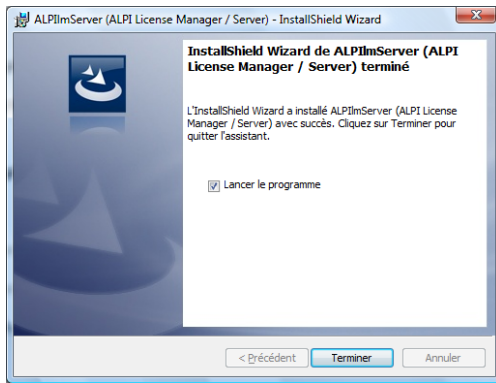 ALPIlmServer (ALPI License Manager / Server) - InstallShield Wizard
InstallShield Wizard de ALPIlmServer (ALPI
License Manager / Server) terminé
L'InstallShield Wizard a installé ALPIlmServer (ALPI License
Manager / Server) avec succès. Cliquez sur Terminer pour
quitter l'assistant.
Lancer le programme
< Précédent
Terminer
Annuler